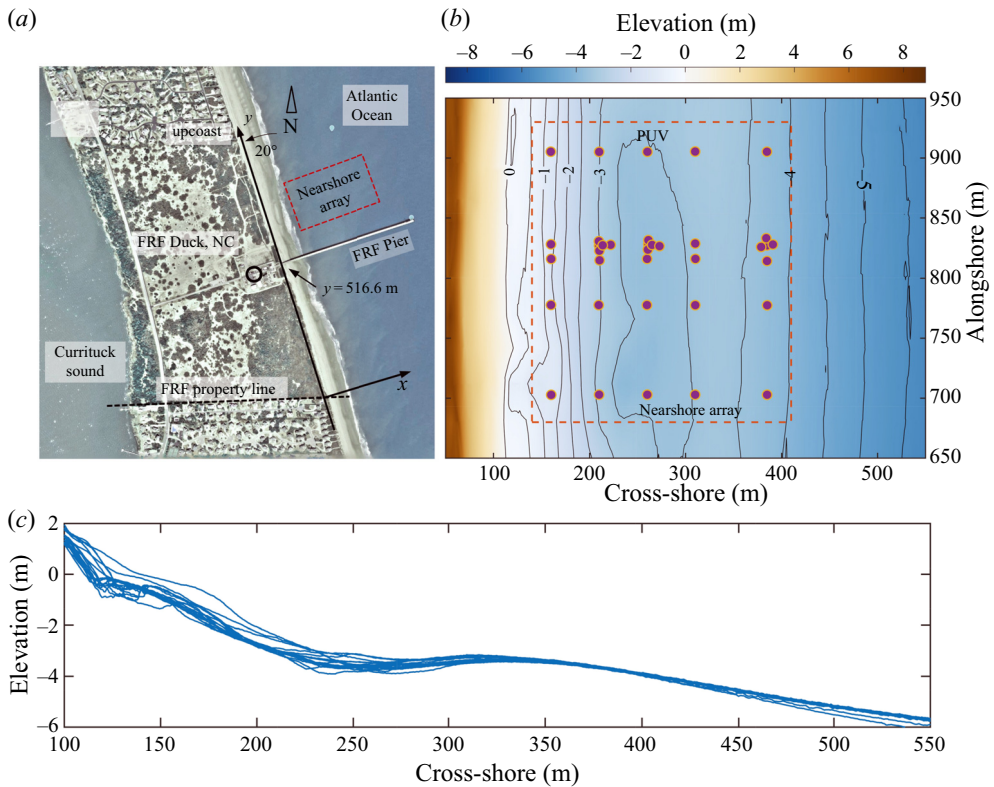 (a)
Atlantic
Ocean
N
y
upcoast
20°
Nearshore
array
FRF Pier
FRF Duck, NC
y = 516.6 m
Currituck
sound
FRF property line
x
(b)
Elevation (m)
−8 −6 −4 −2 0 2 4 6 8
PUV
0 −1 −2 −3 4 −5
Nearshore array
950
900
850
800
750
700
650
Alongshore (m)
100 200 300 400 500
Cross-shore (m)
(c)
2
0
−2
−4
−6
Elevation (m)
100 150 200 250 300 350 400 450 500 550
Cross-shore (m)